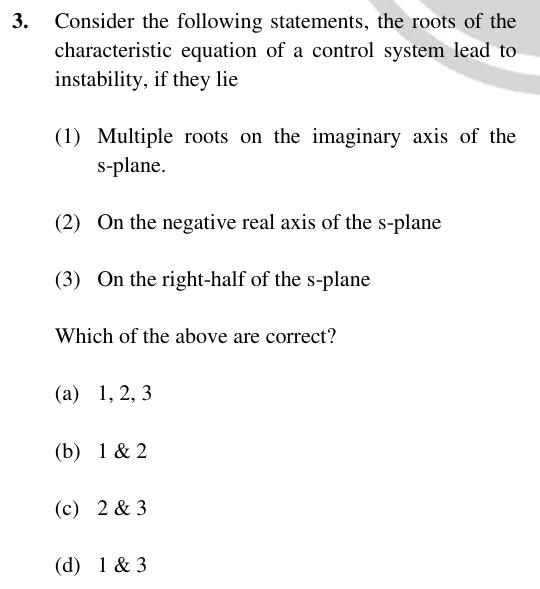 3. Consider the following statements, the roots of the
characteristic equation of a control system lead to
instability, if they lie
(1) Multiple roots on the imaginary axis of the
s-plane.
(2) On the negative real axis of the s-plane
(3) On the right-half of the s-plane
Which of the above are correct?
(a) 1, 2, 3
(b) 1 & 2
(c) 2 & 3
(d) 1 & 3